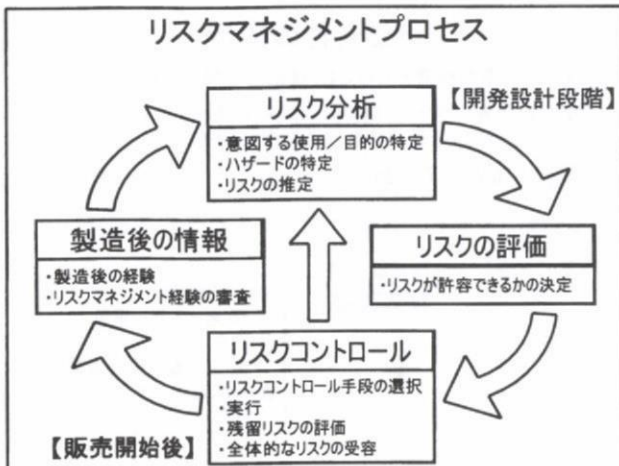 リスクマネジメントプロセス
リスク分析
・意図する使用／目的の特定
・ハザードの特定
・リスクの推定
【開発設計段階】
製造後の情報
・製造後の経験
・リスクマネジメント経験の審査
リスクの評価
・リスクが許容できるかの決定
リスクコントロール
・リスクコントロール手段の選択
・実行
・残留リスクの評価
・全体的なリスクの受容
【販売開始後】